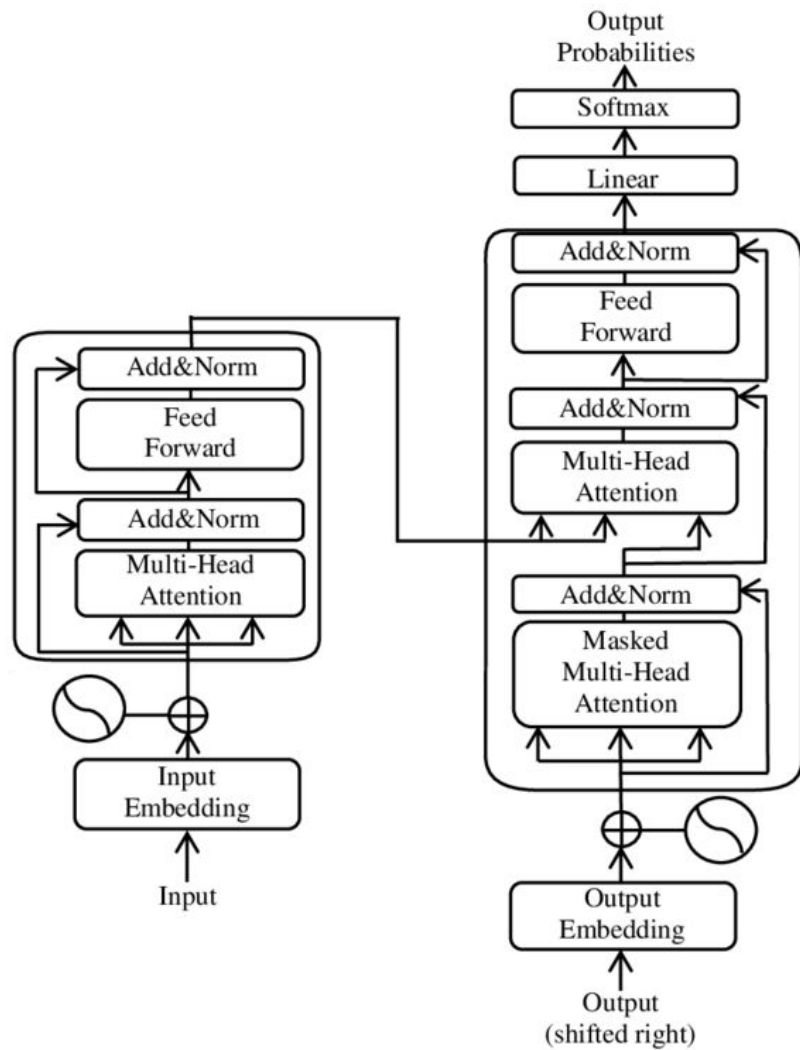 Output
Probabilities
Softmax
Linear
Add&Norm
Feed
Forward
Add&Norm
Multi-Head
Attention
Add&Norm
Masked
Multi-Head
Attention
Output
Embedding
Output
(shifted right)
Add&Norm
Feed
Forward
Add&Norm
Multi-Head
Attention
Input
Embedding
Input